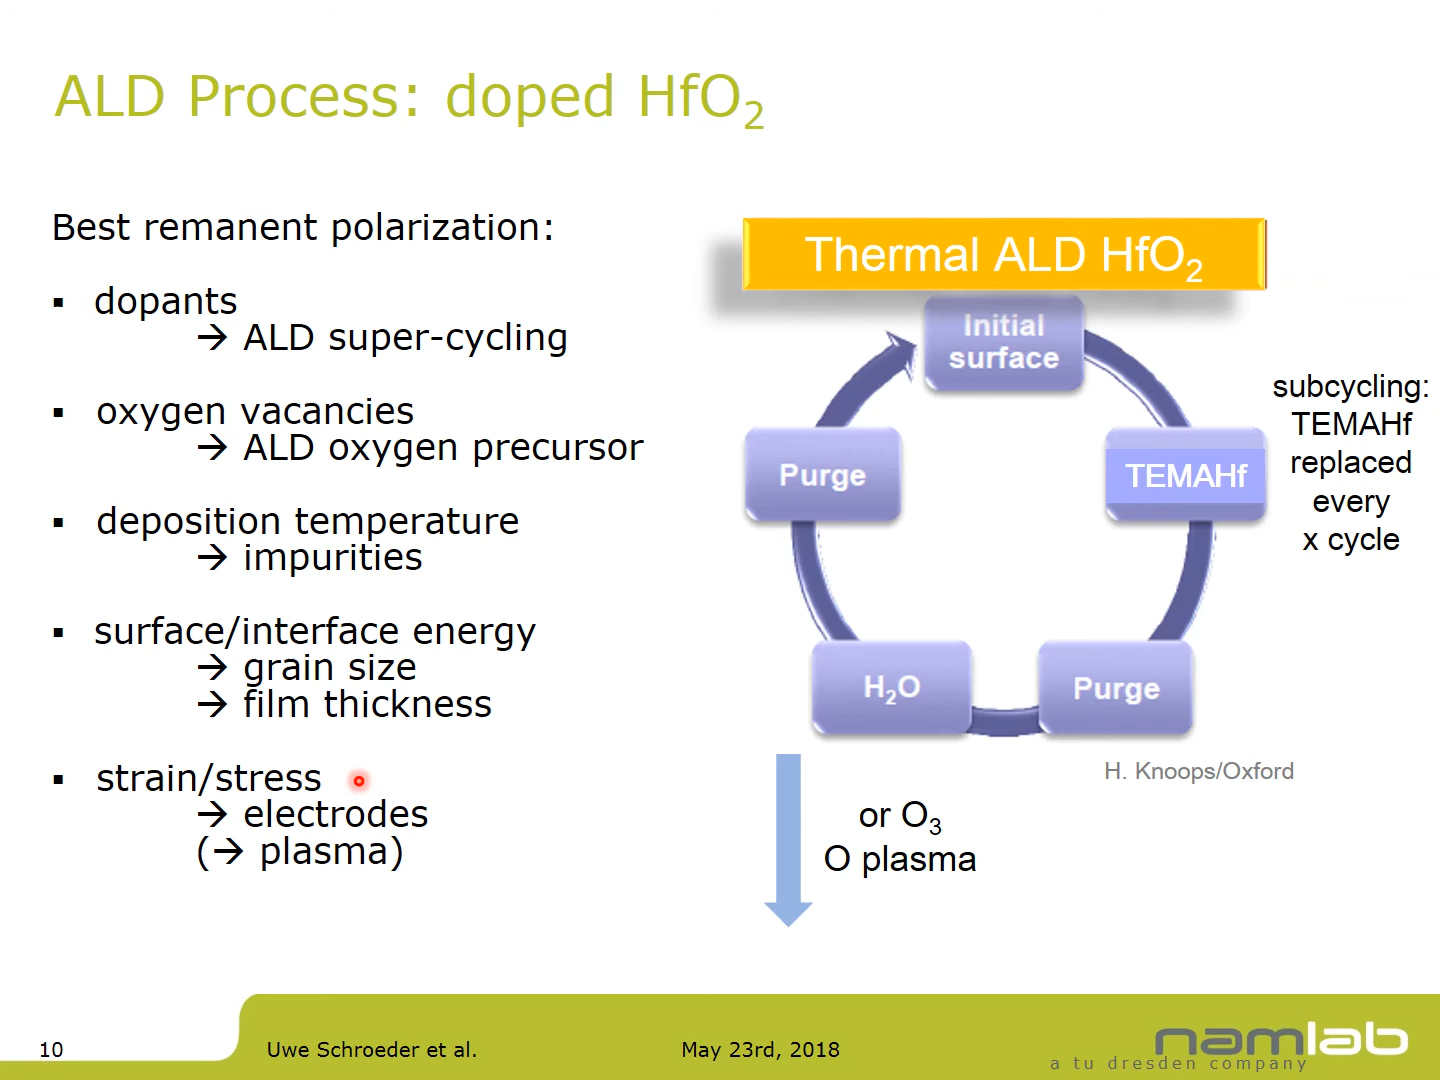 ALD Process: doped HfO₂
Best remanent polarization:
▪ dopants
→ ALD super-cycling
▪ oxygen vacancies
→ ALD oxygen precursor
▪ deposition temperature
→ impurities
▪ surface/interface energy
→ grain size
→ film thickness
▪ strain/stress
→ electrodes
(→ plasma)
Thermal ALD HfO₂
Initial
surface
TEMAHf
Purge
H₂O
Purge
subcycling:
TEMAHf
replaced
every
x cycle
H. Knoops/Oxford
or O₃
O plasma
10
Uwe Schroeder et al.
May 23rd, 2018
namlab
a tu dresden company